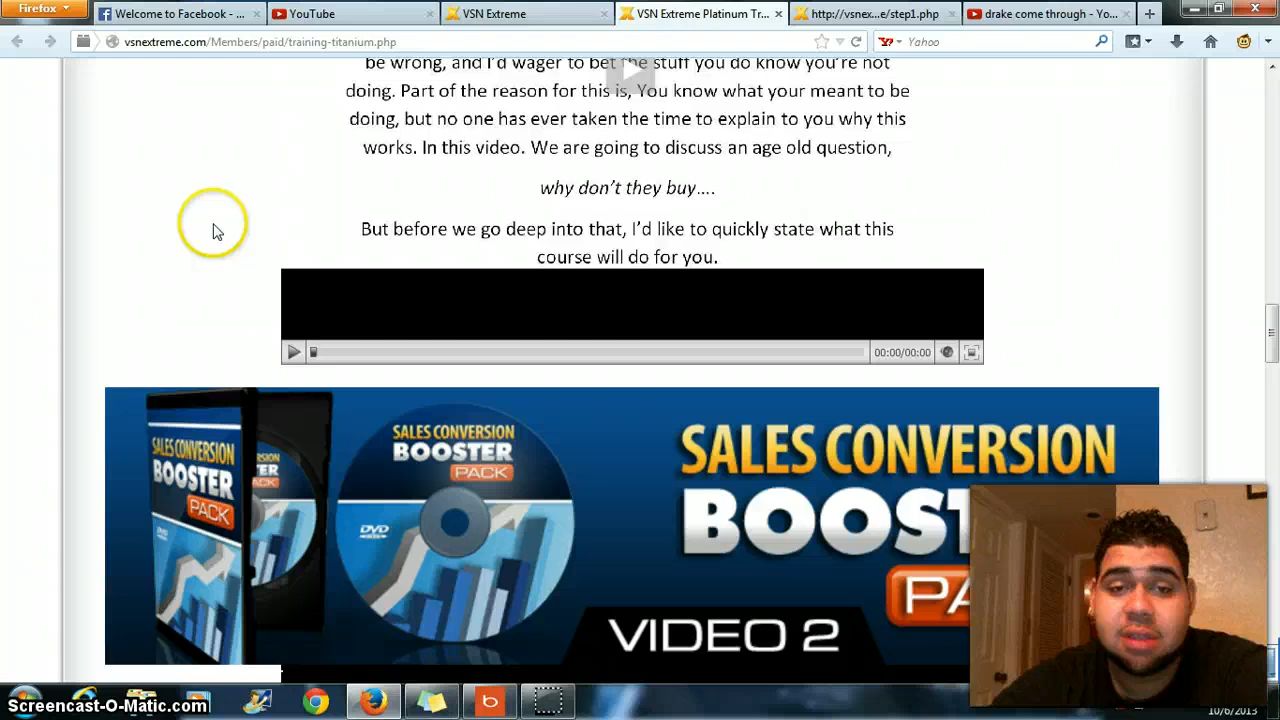 Firefox
Welcome to Facebook - ...
YouTube
VSN Extreme
VSN Extreme Platinum Tr...
http://vsnex...e/step1.php
drake come through - Yo...
vsnextreme.com/Members/paid/training-titanium.php
Yahoo
be wrong, and I'd wager to bet the stuff you do know you're not
doing. Part of the reason for this is, You know what your meant to be
doing, but no one has ever taken the time to explain to you why this
works. In this video. We are going to discuss an age old question,
why don't they buy....
But before we go deep into that, I'd like to quickly state what this
course will do for you.
00:00/00:00
SALES CONVERSION
BOOSTER
PACK
DVD
SALES CONVERSION
BOOSTER
PACK
DVD
SALES CONVERSION
BOOST
PA
VIDEO 2
Screencast-O-Matic.com
10/6/2013